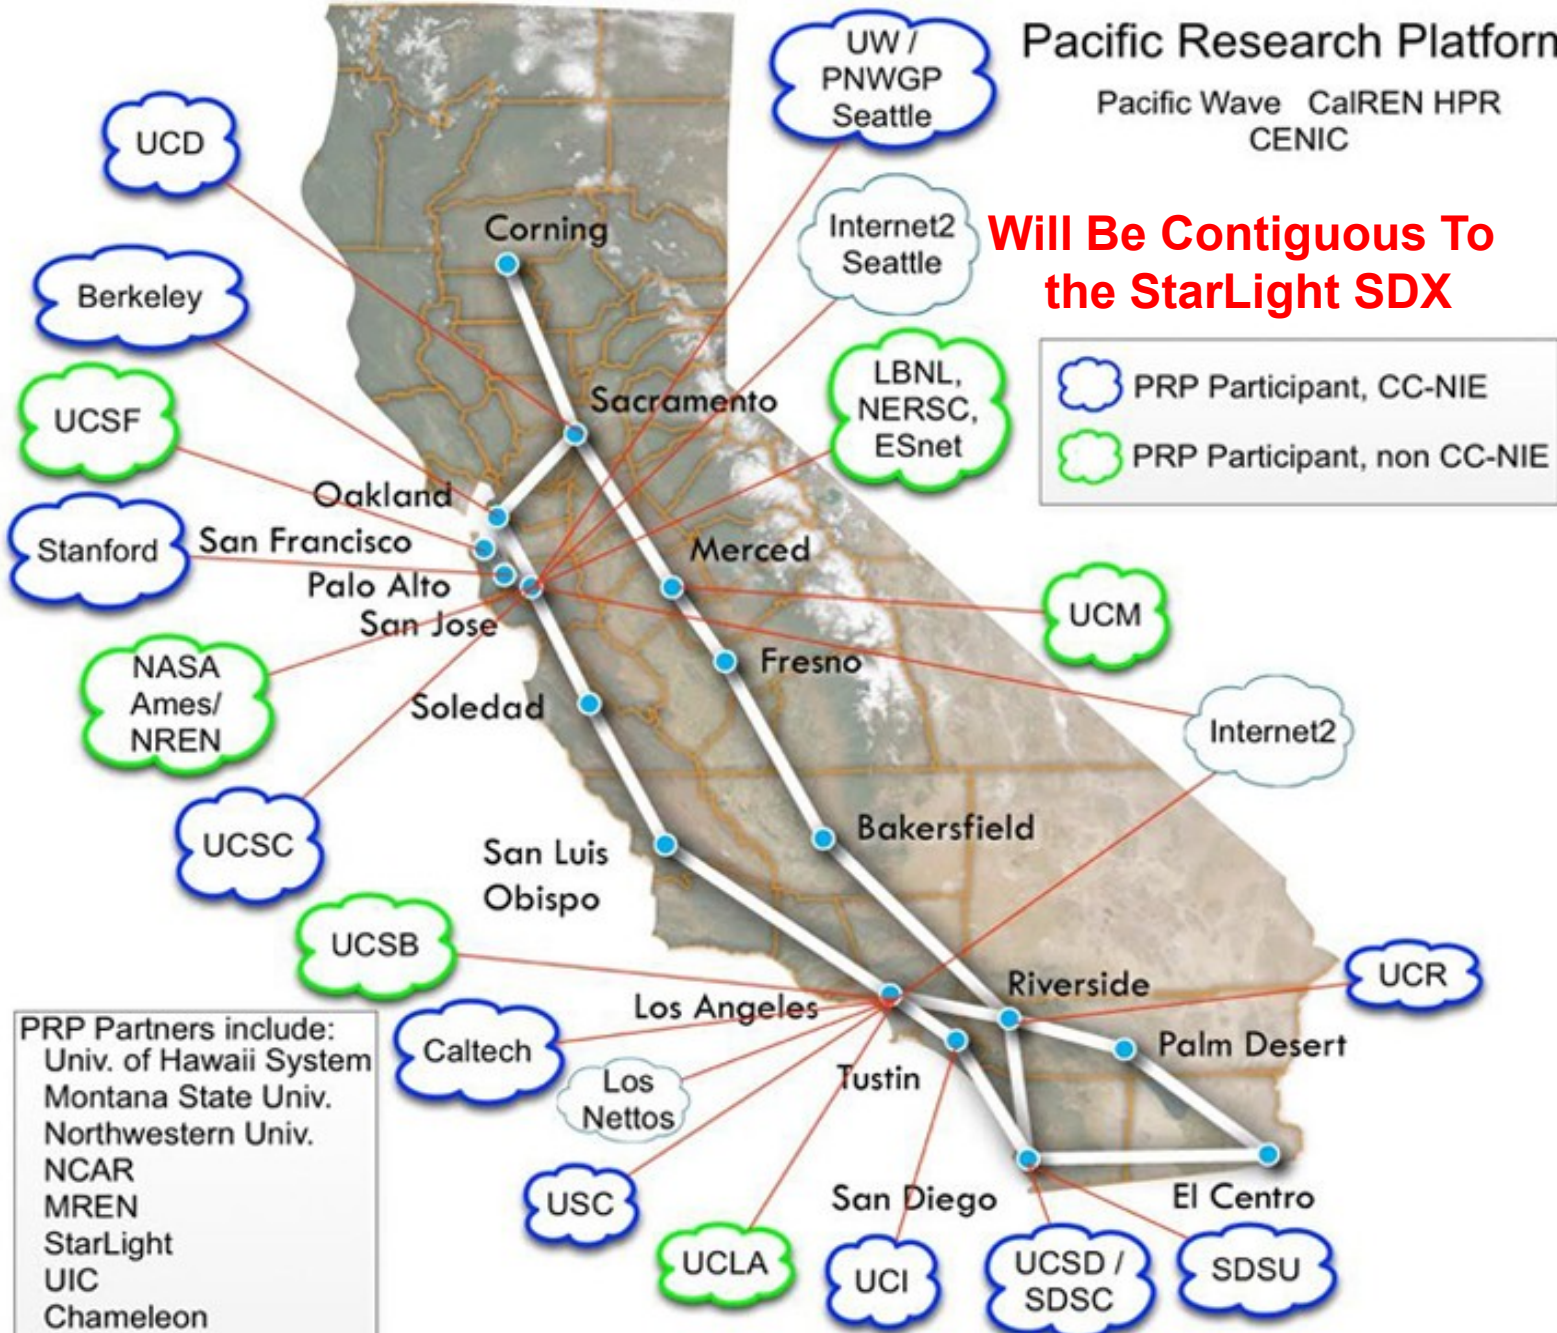 Pacific Research Platform
Pacific Wave CalREN HPR
CENIC
Will Be Contiguous To
the StarLight SDX
PRP Participant, CC-NIE
PRP Participant, non CC-NIE
UW /
PNWGP
Seattle
UCD
Internet2
Seattle
Corning
Berkeley
LBNL,
NERSC,
ESnet
UCSF
Sacramento
Oakland
Stanford
San Francisco
Merced
Palo Alto
San Jose
UCM
NASA
Ames/
NREN
Fresno
Soledad
Internet2
UCSC
San Luis
Obispo
Bakersfield
UCSB
Los Angeles
Riverside
UCR
Caltech
Palm Desert
Los
Nettos
Tustin
USC
San Diego
El Centro
UCLA
UCI
UCSD /
SDSC
SDSU
PRP Partners include:
Univ. of Hawaii System
Montana State Univ.
Northwestern Univ.
NCAR
MREN
StarLight
UIC
Chameleon